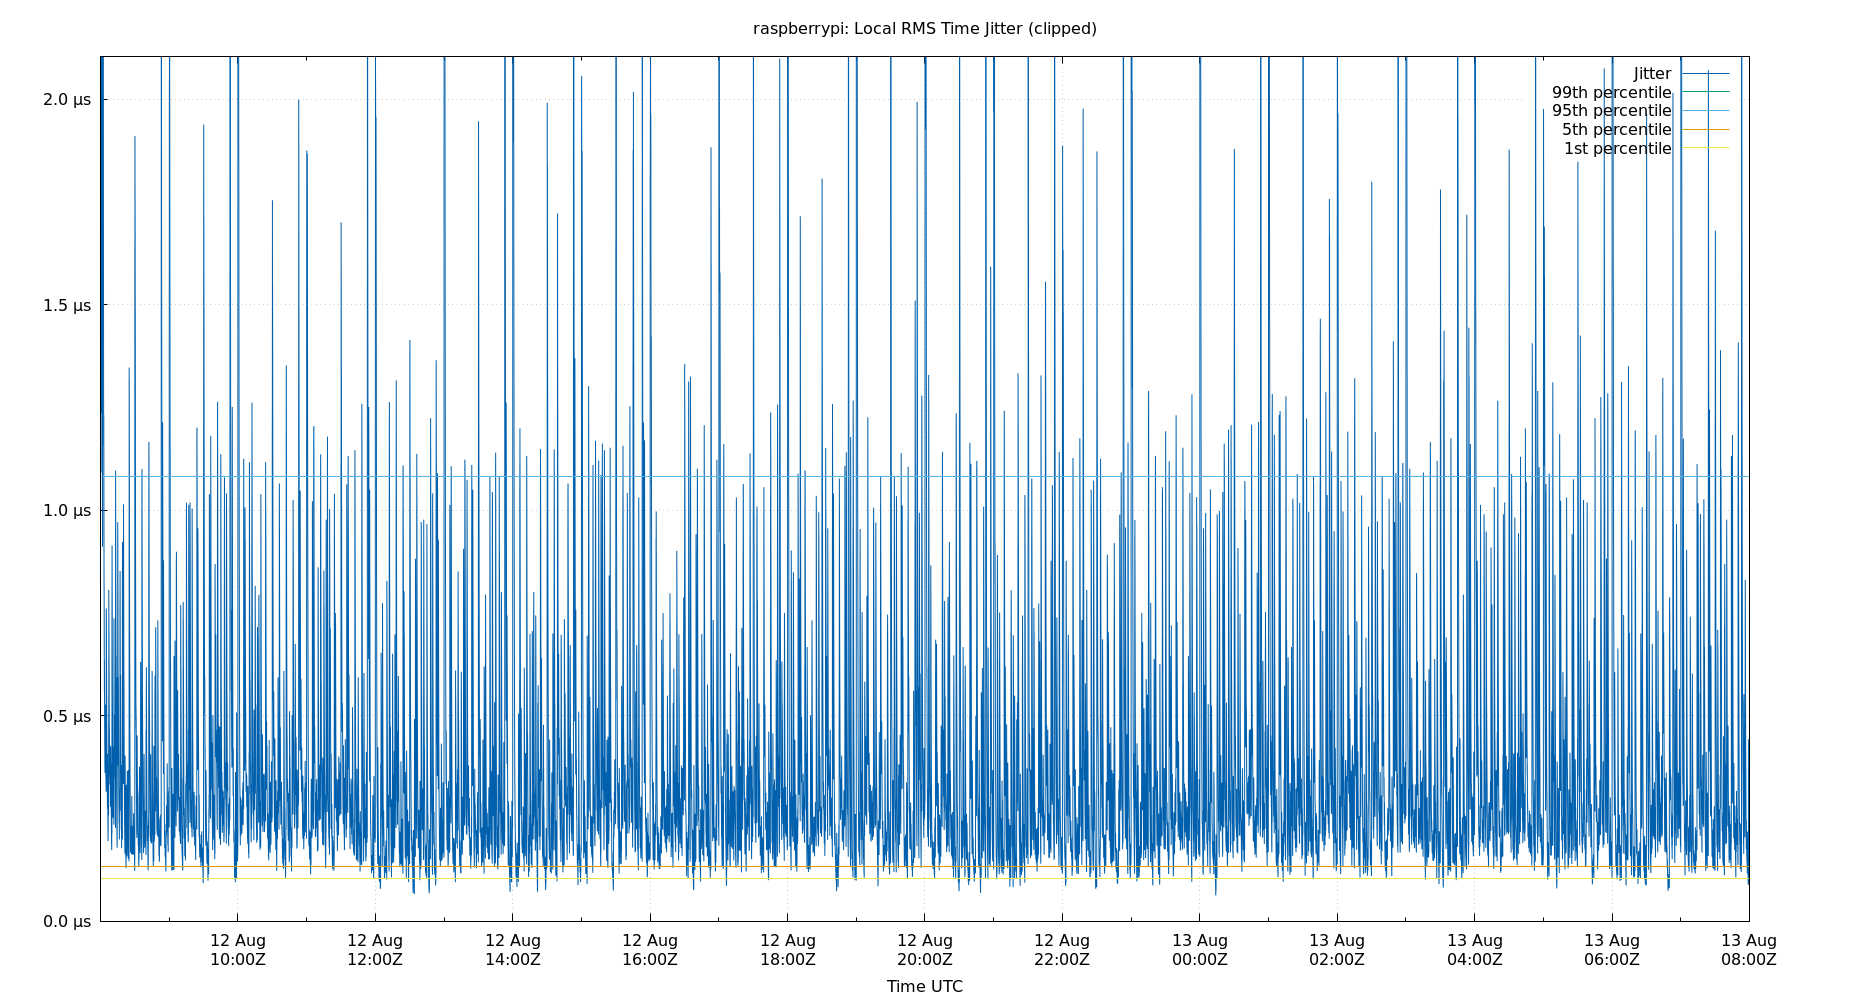 raspberrypi: Local RMS Time Jitter (clipped)
2.0 µs
1.5 µs
1.0 µs
0.5 µs
0.0 µs
Jitter
99th percentile
95th percentile
5th percentile
1st percentile
12 Aug 12 Aug 12 Aug 12 Aug 12 Aug 12 Aug 12 Aug 13 Aug 13 Aug 13 Aug 13 Aug 13 Aug
10:00Z 12:00Z 14:00Z 16:00Z 18:00Z 20:00Z 22:00Z 00:00Z 02:00Z 04:00Z 06:00Z 08:00Z
Time UTC